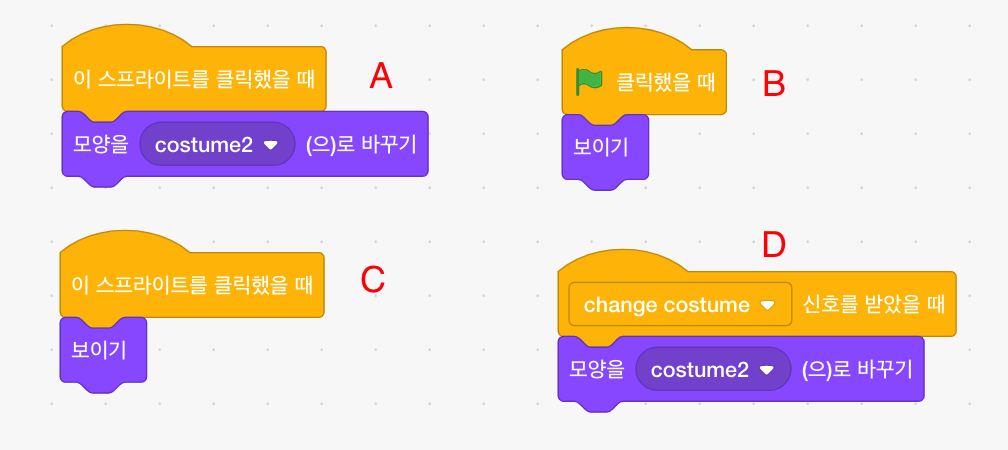 이 스프라이트를 클릭했을 때
A
모양을 costume2 (으)로 바꾸기
클릭했을 때
B
보이기
이 스프라이트를 클릭했을 때
C
보이기
D
change costume 신호를 받았을 때
모양을 costume2 (으)로 바꾸기